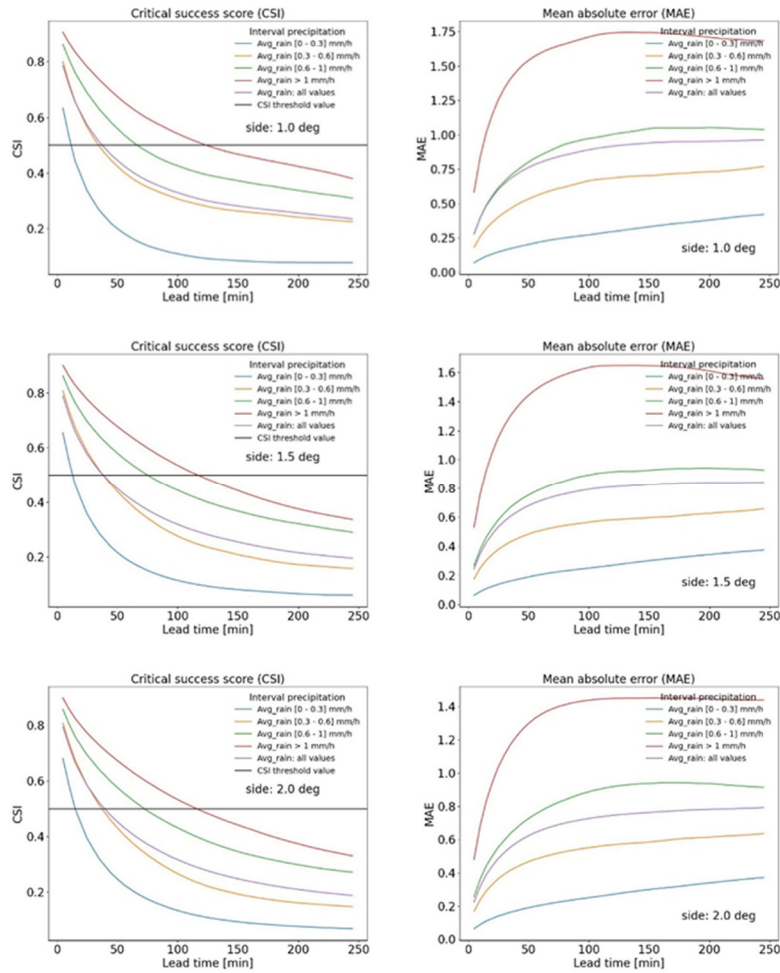 Critical success score (CSI)
Interval precipitation
Avg_rain [0 - 0.3] mm/h
Avg_rain [0.3 - 0.6] mm/h
Avg_rain [0.6 - 1] mm/h
Avg_rain > 1 mm/h
Avg_rain: all values
CSI threshold value
side: 1.0 deg
CSI
0.8
0.6
0.4
0.2
0 50 100 150 200 250
Lead time [min]
Mean absolute error (MAE)
Interval precipitation
Avg_rain [0 - 0.3] mm/h
Avg_rain [0.3 - 0.6] mm/h
Avg_rain [0.6 - 1] mm/h
Avg_rain > 1 mm/h
Avg_rain: all values
side: 1.0 deg
MAE
1.75
1.50
1.25
1.00
0.75
0.50
0.25
0.00
0 50 100 150 200 250
Lead time [min]
Critical success score (CSI)
Interval precipitation
Avg_rain [0 - 0.3] mm/h
Avg_rain [0.3 - 0.6] mm/h
Avg_rain [0.6 - 1] mm/h
Avg_rain > 1 mm/h
Avg_rain: all values
CSI threshold value
side: 1.5 deg
CSI
0.8
0.6
0.4
0.2
0 50 100 150 200 250
Lead time [min]
Mean absolute error (MAE)
Interval precipitation
Avg_rain [0 - 0.3] mm/h
Avg_rain [0.3 - 0.6] mm/h
Avg_rain [0.6 - 1] mm/h
Avg_rain > 1 mm/h
Avg_rain: all values
side: 1.5 deg
MAE
1.6
1.4
1.2
1.0
0.8
0.6
0.4
0.2
0.0
0 50 100 150 200 250
Lead time [min]
Critical success score (CSI)
Interval precipitation
Avg_rain [0 - 0.3] mm/h
Avg_rain [0.3 - 0.6] mm/h
Avg_rain [0.6 - 1] mm/h
Avg_rain > 1 mm/h
Avg_rain: all values
CSI threshold value
side: 2.0 deg
CSI
0.8
0.6
0.4
0.2
0 50 100 150 200 250
Lead time [min]
Mean absolute error (MAE)
Interval precipitation
Avg_rain [0 - 0.3] mm/h
Avg_rain [0.3 - 0.6] mm/h
Avg_rain [0.6 - 1] mm/h
Avg_rain > 1 mm/h
Avg_rain: all values
side: 2.0 deg
MAE
1.4
1.2
1.0
0.8
0.6
0.4
0.2
0.0
0 50 100 150 200 250
Lead time [min]